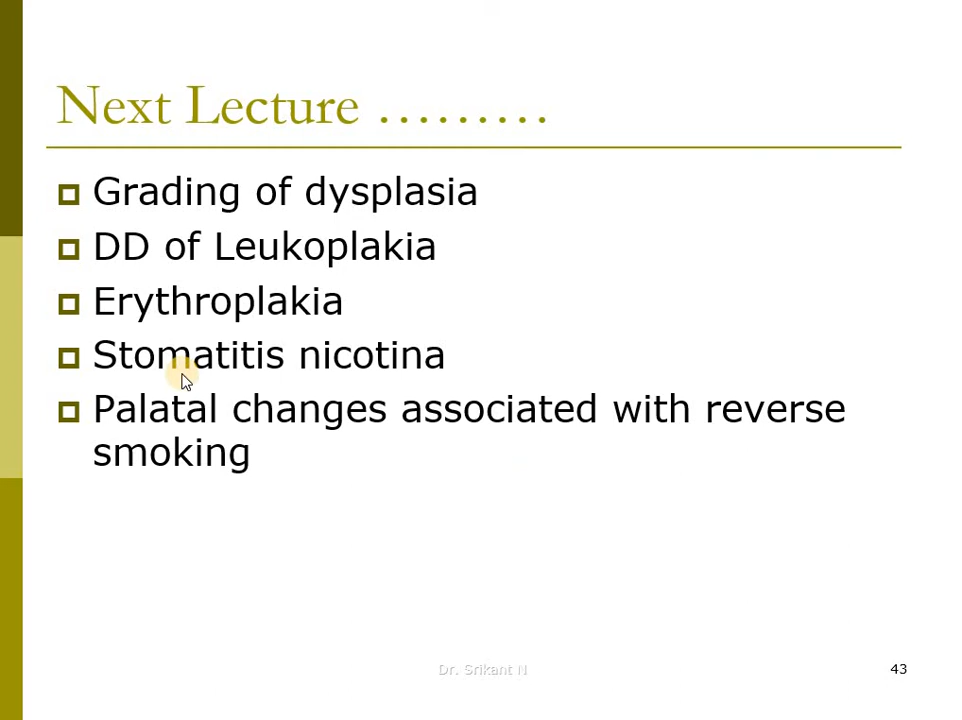 Next Lecture ………
Grading of dysplasia
DD of Leukoplakia
Erythroplakia
Stomatitis nicotina
Palatal changes associated with reverse
smoking
Dr. Srikant N
43